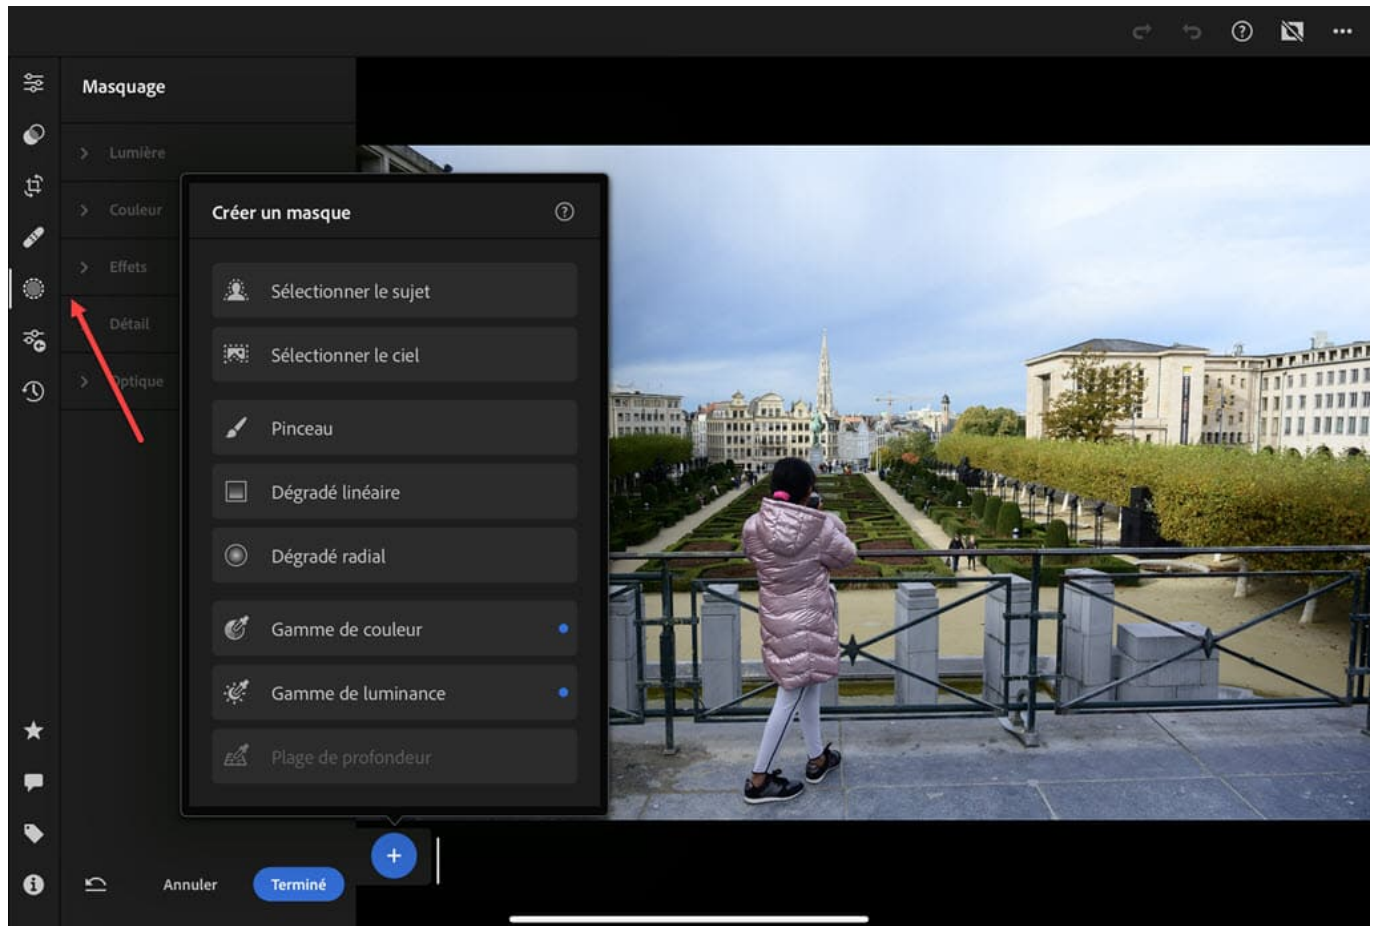 Masquage
Lumière
Couleur
Effets
Détail
Optique
Créer un masque
Sélectionner le sujet
Sélectionner le ciel
Pinceau
Dégradé linéaire
Dégradé radial
Gamme de couleur
Gamme de luminance
Plage de profondeur
Annuler
Terminé